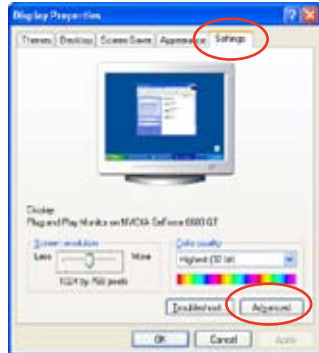 Display Properties
Themes Desktop Screen Saver Appearance Settings
Display:
Plug and Play Monitor on NVIDIA GeForce 6600 GT
Screen resolution
Less More
1024 by 768 pixels
Color quality
Highest (32 bit)
Troubleshoot... Advanced
OK Cancel Apply